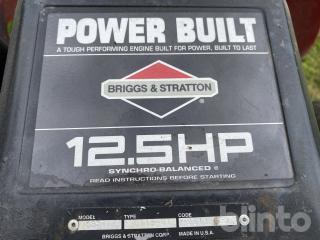 POWER BUILT
A TOUGH PERFORMING ENGINE BUILT FOR POWER, BUILT TO LAST
BRIGGS & STRATTON
12.5HP
SYNCHRO-BALANCED ®
READ INSTRUCTIONS BEFORE STARTING
MODEL TYPE CODE
BRIGGS & STRATTON CORP. MADE IN U.S.A.
blinto